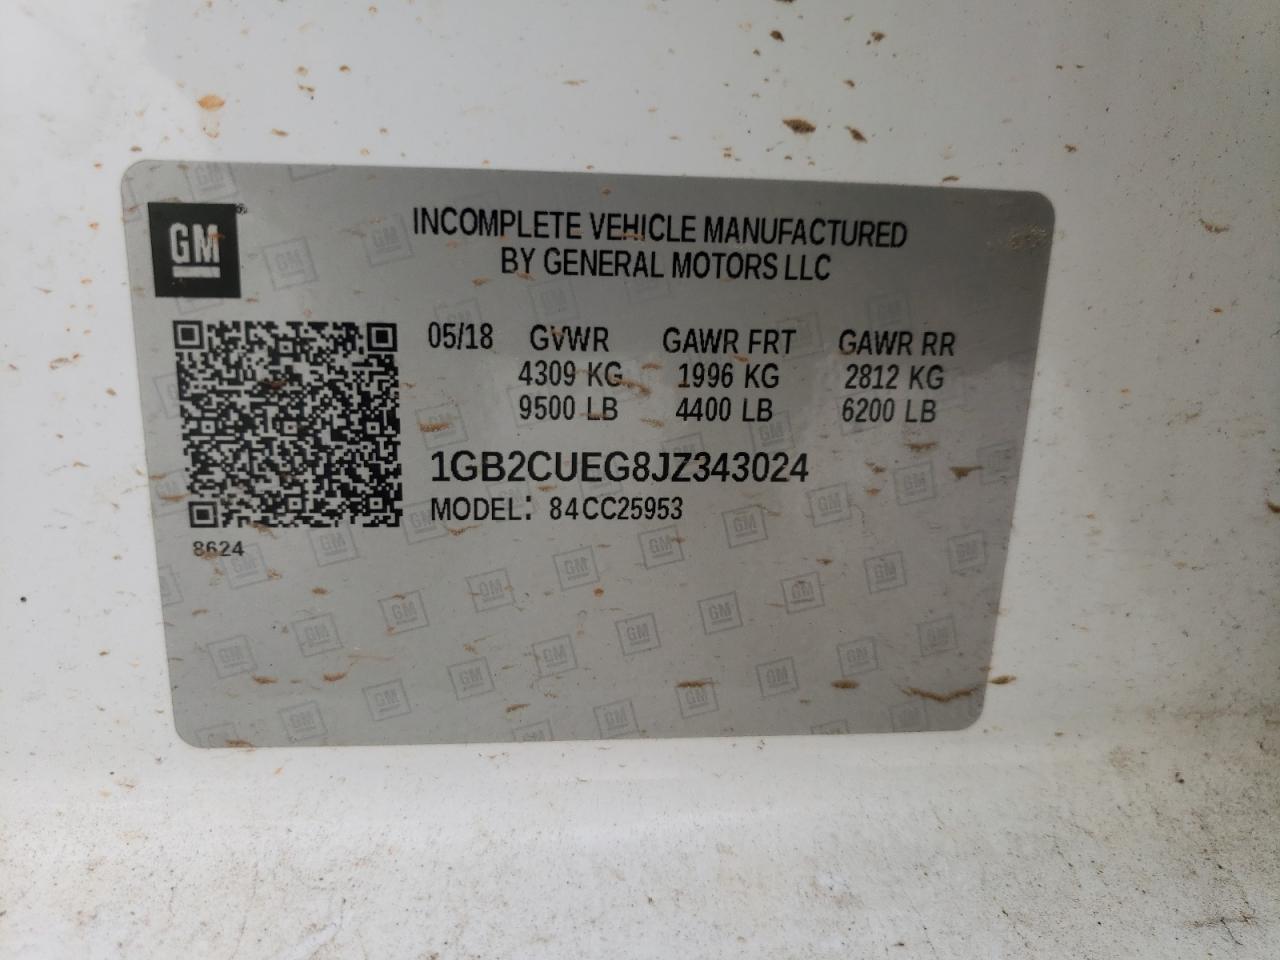 GM
INCOMPLETE VEHICLE MANUFACTURED
BY GENERAL MOTORS LLC
05/18 GVWR GAWR FRT GAWR RR
4309 KG 1996 KG 2812 KG
9500 LB 4400 LB 6200 LB
1GB2CUEG8JZ343024
MODEL: 84CC25953
8624